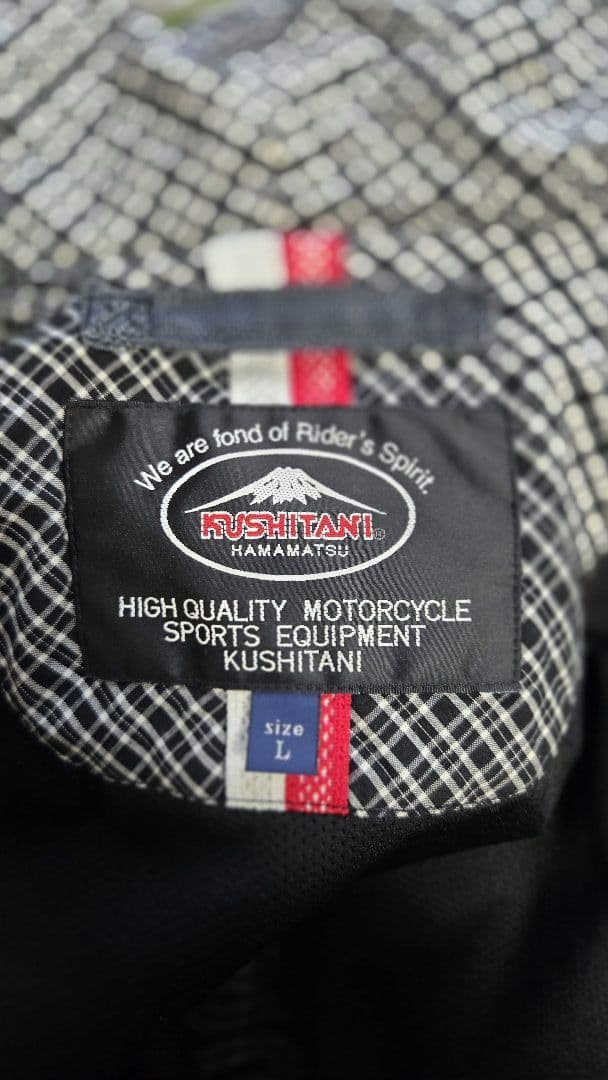 We are fond of Rider's Spirit.
KUSHITANI®
HAMAMATSU
HIGH QUALITY MOTORCYCLE
SPORTS EQUIPMENT
KUSHITANI
size
L